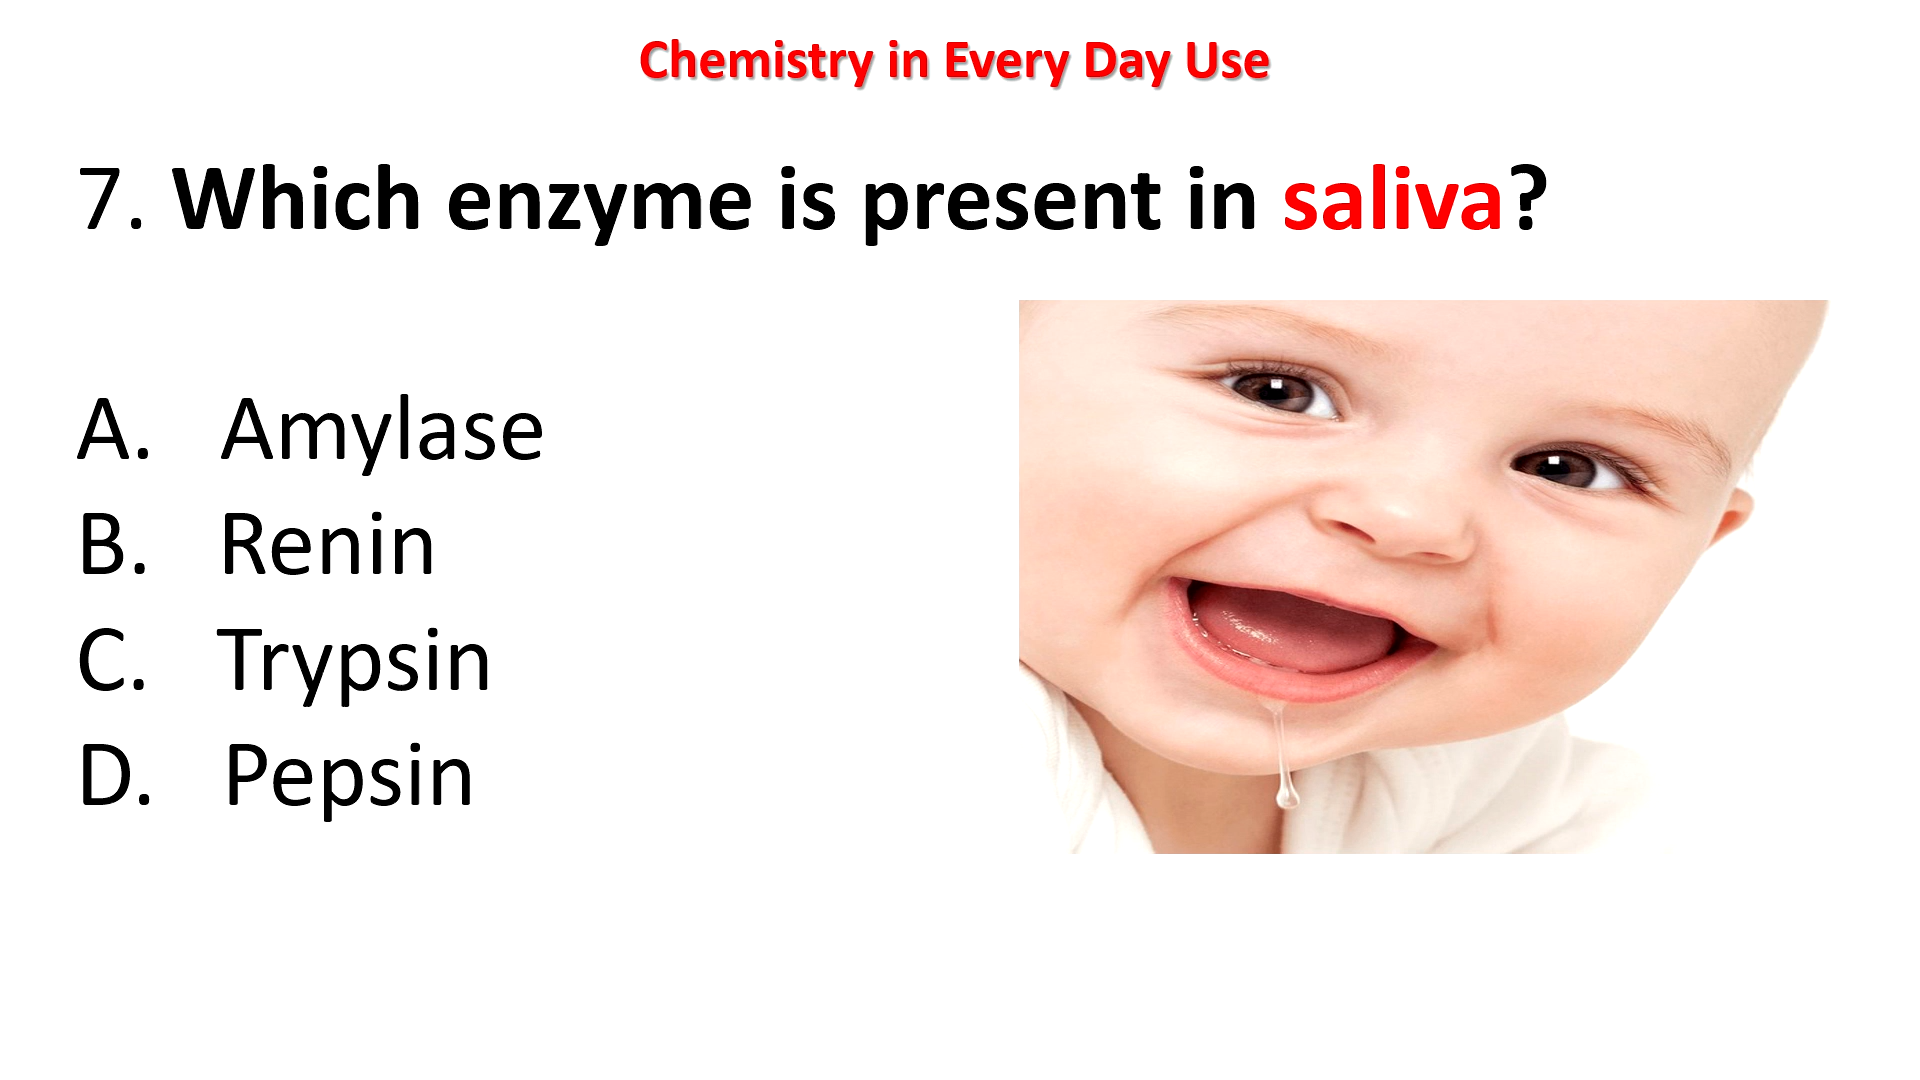 Chemistry in Every Day Use
7. Which enzyme is present in saliva?
A. Amylase
B. Renin
C. Trypsin
D. Pepsin